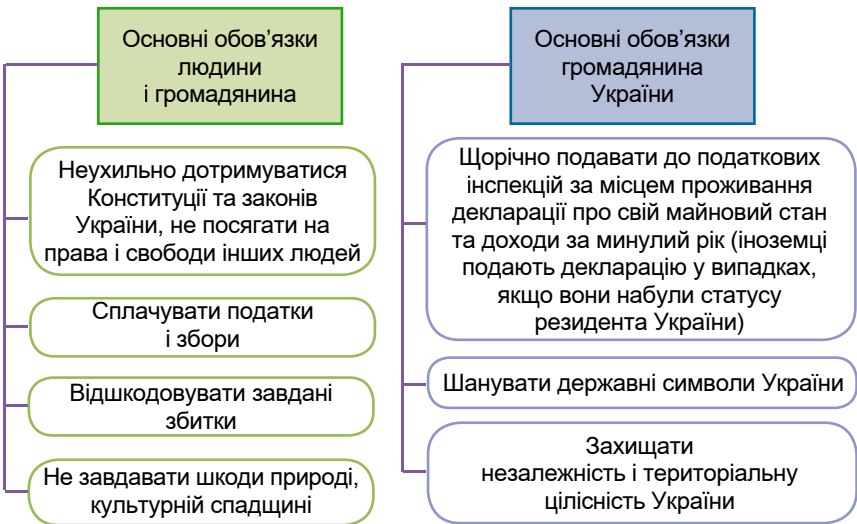 Основні обов’язки
людини
і громадянина
Неухильно дотримуватися
Конституції та законів
України, не посягати на
права і свободи інших людей
Сплачувати податки
і збори
Відшкодовувати завдані
збитки
Не завдавати шкоди природі,
культурній спадщині
Основні обов’язки
громадянина
України
Щорічно подавати до податкових
інспекцій за місцем проживання
декларації про свій майновий стан
та доходи за минулий рік (іноземці
подають декларацію у випадках,
якщо вони набули статусу
резидента України)
Шанувати державні символи України
Захищати
незалежність і територіальну
цілісність України